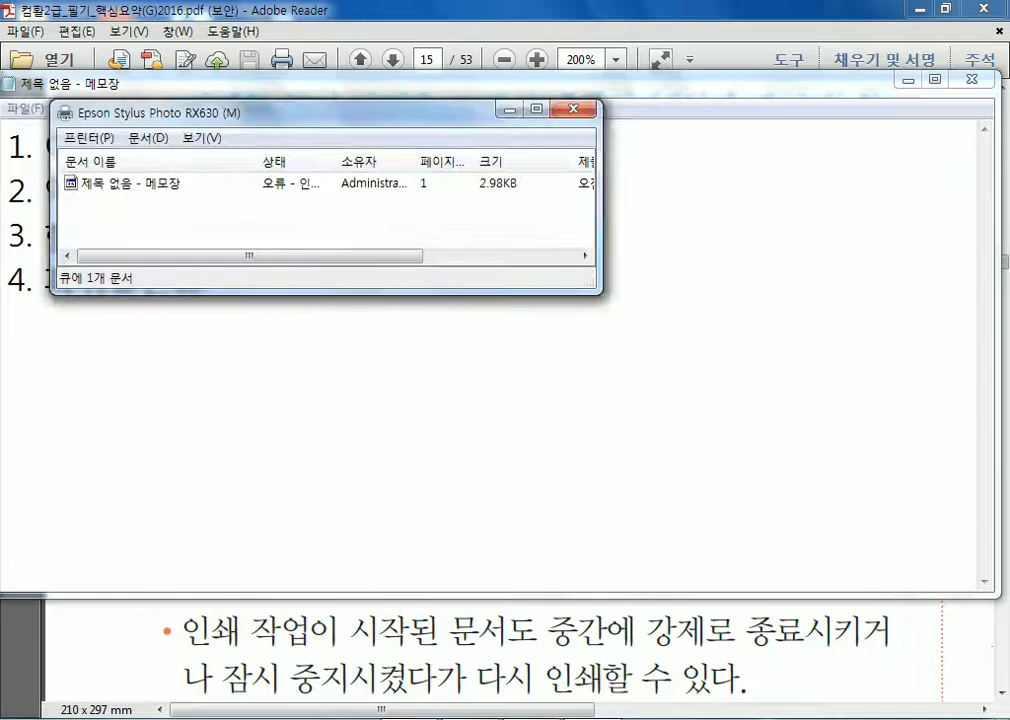 컴활2급_필기_핵심요약(G)2016.pdf (보안) - Adobe Reader
파일(F) 편집(E) 보기(V) 창(W) 도움말(H)
열기 15 / 53 200% 도구 채우기 및 서명 주석
제목 없음 - 메모장
파일(F)
Epson Stylus Photo RX630 (M)
프린터(P) 문서(D) 보기(V)
문서 이름 상태 소유자 페이지... 크기
제목 없음 - 메모장 오류 - 인... Administra... 1 2.98KB
큐에 1개 문서
1.
2.
3.
4.
인쇄 작업이 시작된 문서도 중간에 강제로 종료시키거
나 잠시 중지시켰다가 다시 인쇄할 수 있다.
210 x 297 mm